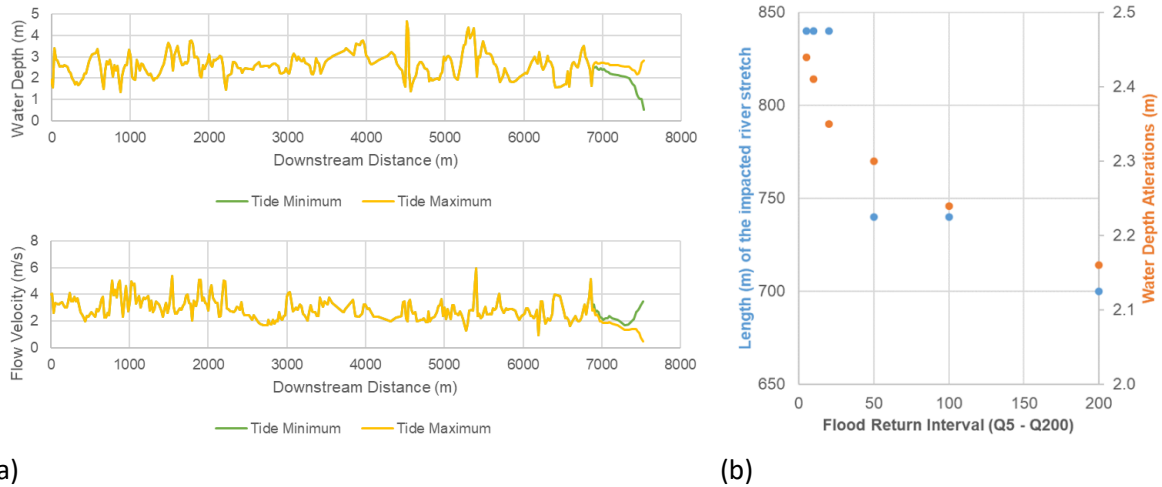 5
4
3
2
1
0
Water Depth (m)
0 1000 2000 3000 4000 5000 6000 7000 8000
Downstream Distance (m)
Tide Minimum Tide Maximum
8
6
4
2
0
Flow Velocity (m/s)
0 1000 2000 3000 4000 5000 6000 7000 8000
Downstream Distance (m)
Tide Minimum Tide Maximum
a)
850
800
750
700
650
Length (m) of the impacted river stretch
2.5
2.4
2.3
2.2
2.1
2.0
Water Depth Atlerations (m)
0 50 100 150 200
Flood Return Interval (Q5 - Q200)
(b)